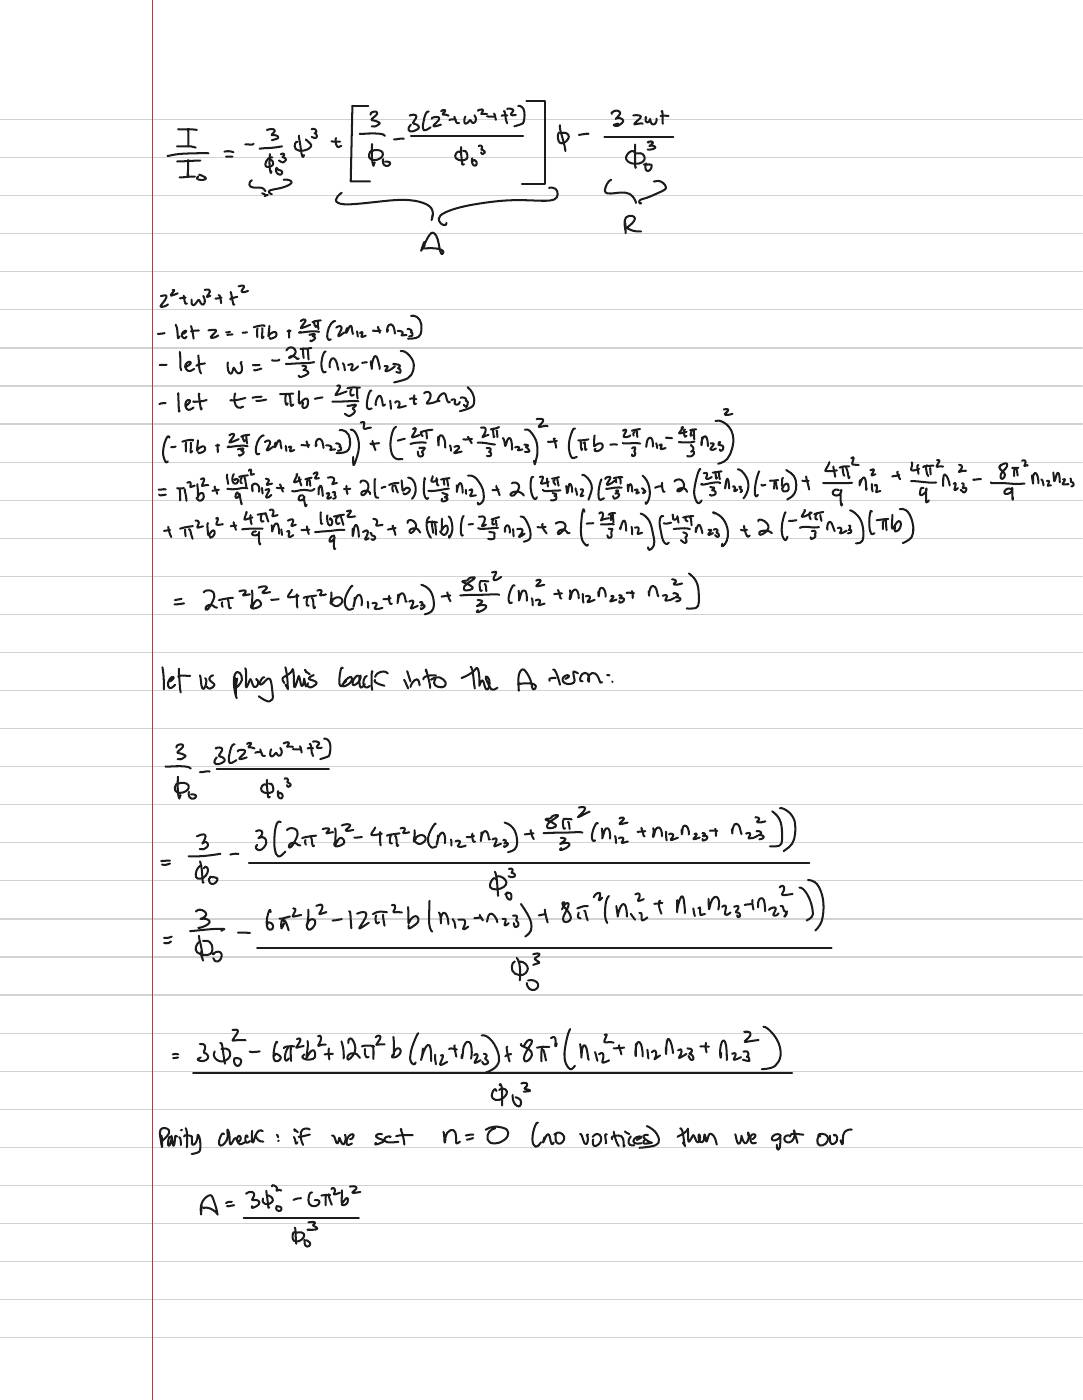 I/I₀ = -3/ϕ₀³ ϕ³ + [3/ϕ₀ - 3(z²+w²+t²)/ϕ₀³] ϕ - 3zwt/ϕ₀³
A R
z²+w²+t²
- let z = -πb + 2π/3 (2n₁₂+n₂₃)
- let w = -2π/3 (n₁₂-n₂₃)
- let t = πb - 2π/3 (n₁₂+2n₂₃)
(-πb + 2π/3 (2n₁₂+n₂₃))² + (-2π/3 n₁₂ + 2π/3 n₂₃)² + (πb - 2π/3 n₁₂ - 4π/3 n₂₃)²
= π²b² + 16π²/9 n₁₂² + 4π²/9 n₂₃² + 2(-πb)(4π/3 n₁₂) + 2(4π/3 n₁₂)(2π/3 n₂₃) + 2(2π/3 n₂₃)(-πb) + 4π²/9 n₁₂² + 4π²/9 n₂₃² - 8π²/9 n₁₂n₂₃
+ π²b² + 4π²/9 n₁₂² + 16π²/9 n₂₃² + 2(πb)(-2π/3 n₁₂) + 2(-2π/3 n₁₂)(-4π/3 n₂₃) + 2(-4π/3 n₂₃)(πb)
= 2π²b² - 4π²b(n₁₂+n₂₃) + 8π²/3 (n₁₂² + n₁₂n₂₃ + n₂₃²)
let us plug this back into the A term:
3/ϕ₀ - 3(z²+w²+t²)/ϕ₀³
= 3/ϕ₀ - 3(2π²b² - 4π²b(n₁₂+n₂₃) + 8π²/3 (n₁₂² + n₁₂n₂₃ + n₂₃²))/ϕ₀³
= 3/ϕ₀ - 6π²b² - 12π²b(n₁₂+n₂₃) + 8π²(n₁₂² + n₁₂n₂₃ + n₂₃²))/ϕ₀³
= 3ϕ₀² - 6π²b² + 12π²b(n₁₂+n₂₃) + 8π²(n₁₂² + n₁₂n₂₃ + n₂₃²)/ϕ₀³
Parity check: if we set n=0 (no vortices) then we got our
A = 3ϕ₀² - 6π²b²/ϕ₀³